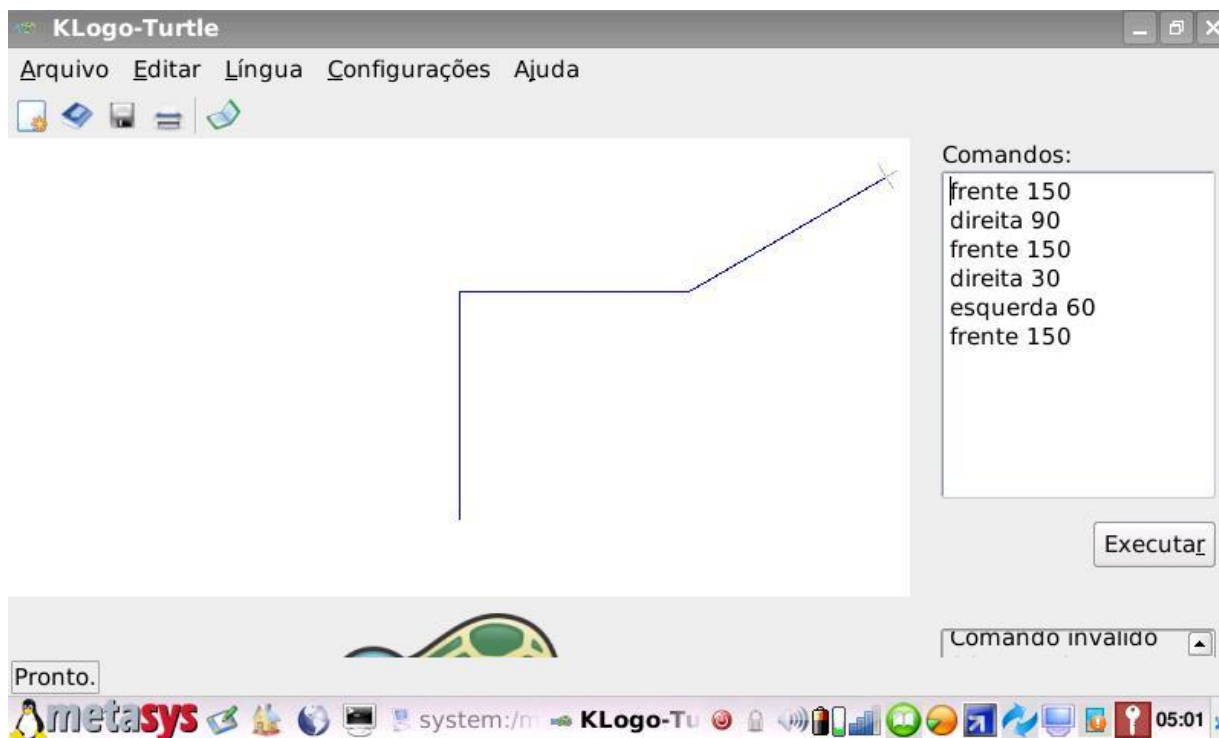 KLogo-Turtle
Arquivo Editar Língua Configurações Ajuda
Comandos:
frente 150
direita 90
frente 150
direita 30
esquerda 60
frente 150
Executar
Comando inválido
Pronto.
metasys system:/m KLogo-Tu 05:01